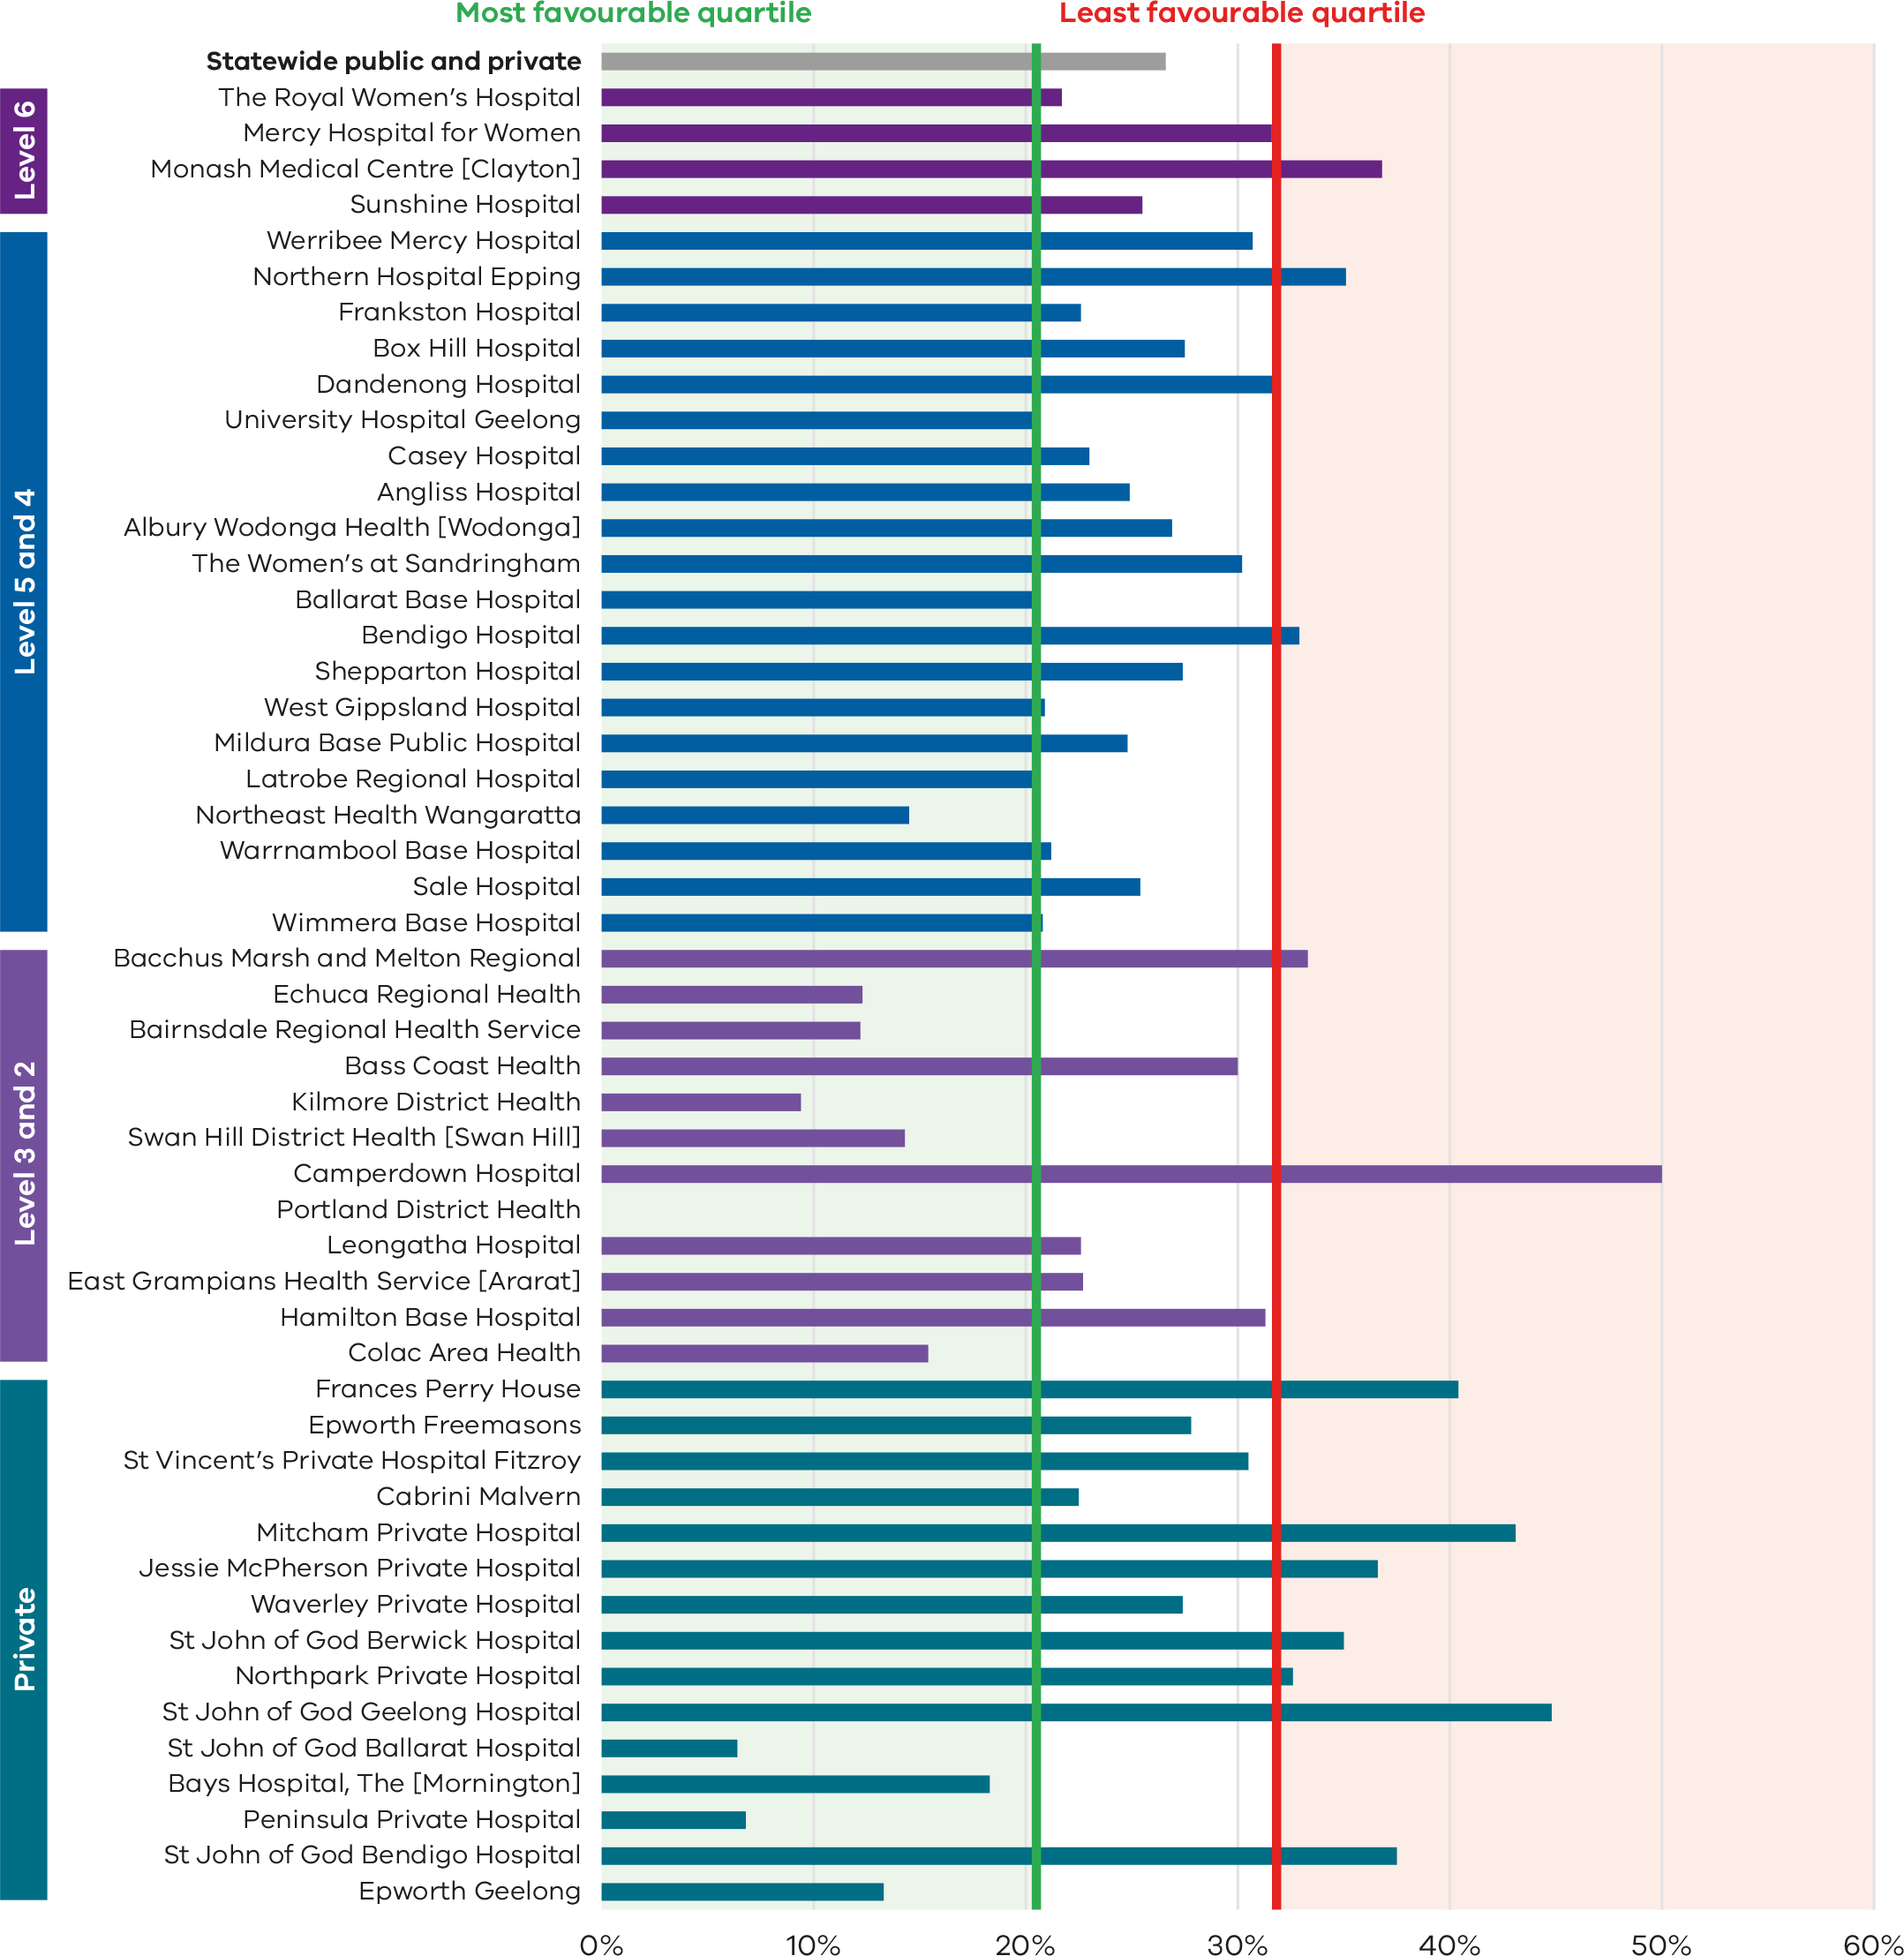 Most favourable quartile
Least favourable quartile
Statewide public and private
Level 6
The Royal Women’s Hospital
Mercy Hospital for Women
Monash Medical Centre [Clayton]
Sunshine Hospital
Level 5 and 4
Werribee Mercy Hospital
Northern Hospital Epping
Frankston Hospital
Box Hill Hospital
Dandenong Hospital
University Hospital Geelong
Casey Hospital
Angliss Hospital
Albury Wodonga Health [Wodonga]
The Women’s at Sandringham
Ballarat Base Hospital
Bendigo Hospital
Shepparton Hospital
West Gippsland Hospital
Mildura Base Public Hospital
Latrobe Regional Hospital
Northeast Health Wangaratta
Warrnambool Base Hospital
Sale Hospital
Wimmera Base Hospital
Level 3 and 2
Bacchus Marsh and Melton Regional
Echuca Regional Health
Bairnsdale Regional Health Service
Bass Coast Health
Kilmore District Health
Swan Hill District Health [Swan Hill]
Camperdown Hospital
Portland District Health
Leongatha Hospital
East Grampians Health Service [Ararat]
Hamilton Base Hospital
Colac Area Health
Private
Frances Perry House
Epworth Freemasons
St Vincent’s Private Hospital Fitzroy
Cabrini Malvern
Mitcham Private Hospital
Jessie McPherson Private Hospital
Waverley Private Hospital
St John of God Berwick Hospital
Northpark Private Hospital
St John of God Geelong Hospital
St John of God Ballarat Hospital
Bays Hospital, The [Mornington]
Peninsula Private Hospital
St John of God Bendigo Hospital
Epworth Geelong
0% 10% 20% 30% 40% 50% 60%